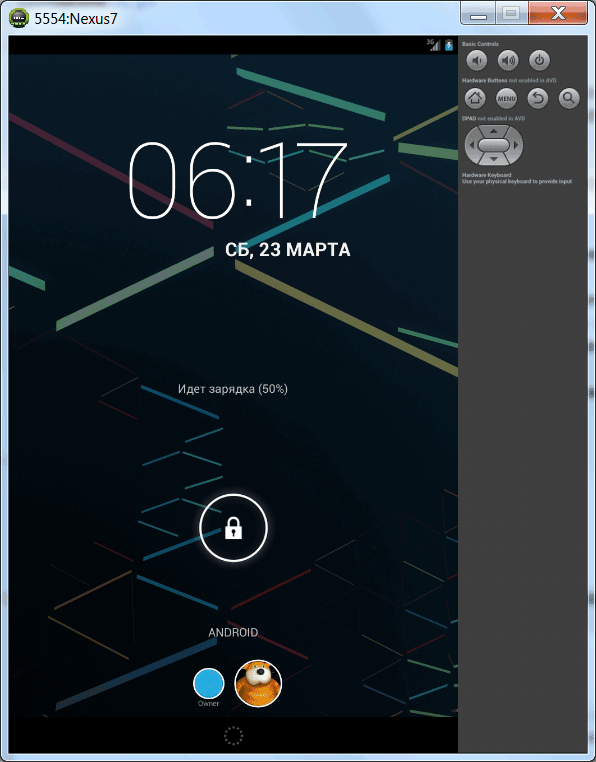 5554:Nexus7
3G
Basic Controls
Hardware Buttons not enabled in AVD
MENU
DPAD not enabled in AVD
Hardware Keyboard
Use your physical keyboard to provide input
06:17
СБ, 23 МАРТА
Идет зарядка (50%)
ANDROID
Owner